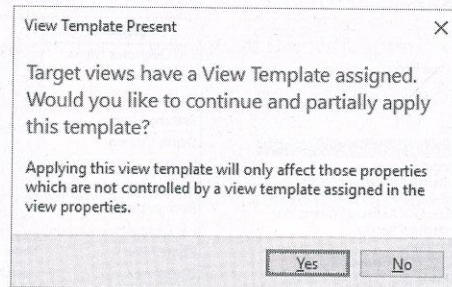 View Template Present
Target views have a View Template assigned.
Would you like to continue and partially apply
this template?
Applying this view template will only affect those properties
which are not controlled by a view template assigned in the
view properties.
Yes
No